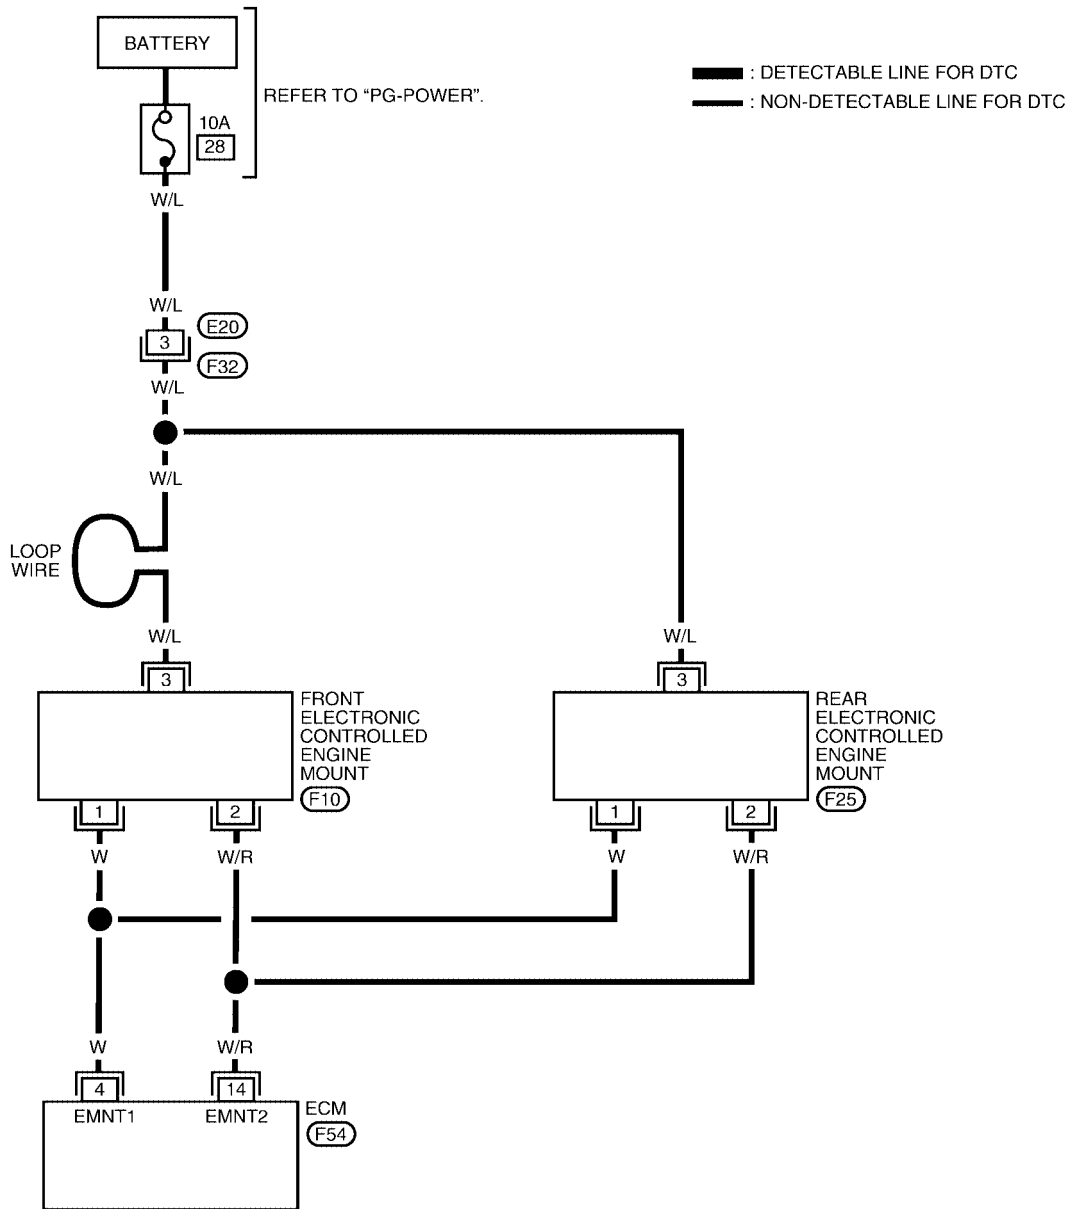 BATTERY
REFER TO “PG-POWER”.
10A
28
: DETECTABLE LINE FOR DTC
: NON-DETECTABLE LINE FOR DTC
W/L
W/L
E20
3
F32
W/L
W/L
LOOP
WIRE
W/L
W/L
3
3
FRONT
ELECTRONIC
CONTROLLED
ENGINE
MOUNT
F10
REAR
ELECTRONIC
CONTROLLED
ENGINE
MOUNT
F25
1
2
1
2
W
W/R
W
W/R
W
W/R
4
14
EMNT1
EMNT2
ECM
F54